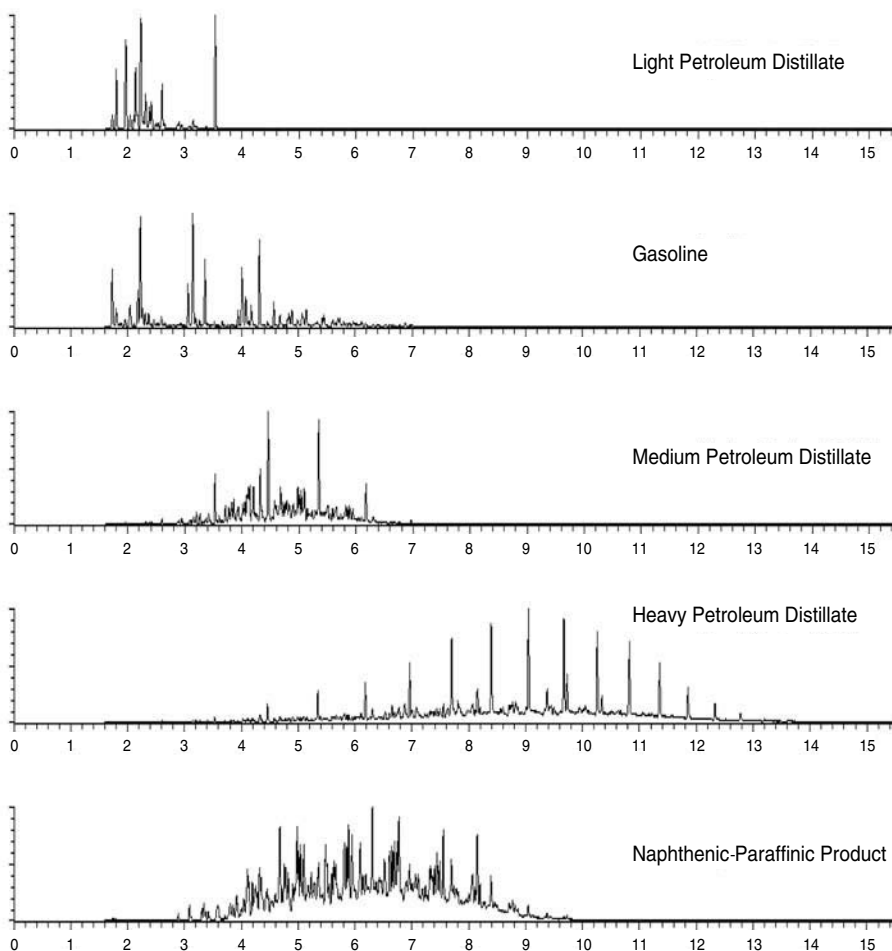 Light Petroleum Distillate
0 1 2 3 4 5 6 7 8 9 10 11 12 13 14 15
Gasoline
0 1 2 3 4 5 6 7 8 9 10 11 12 13 14 15
Medium Petroleum Distillate
0 1 2 3 4 5 6 7 8 9 10 11 12 13 14 15
Heavy Petroleum Distillate
0 1 2 3 4 5 6 7 8 9 10 11 12 13 14 15
Naphthenic-Paraffinic Product
0 1 2 3 4 5 6 7 8 9 10 11 12 13 14 15